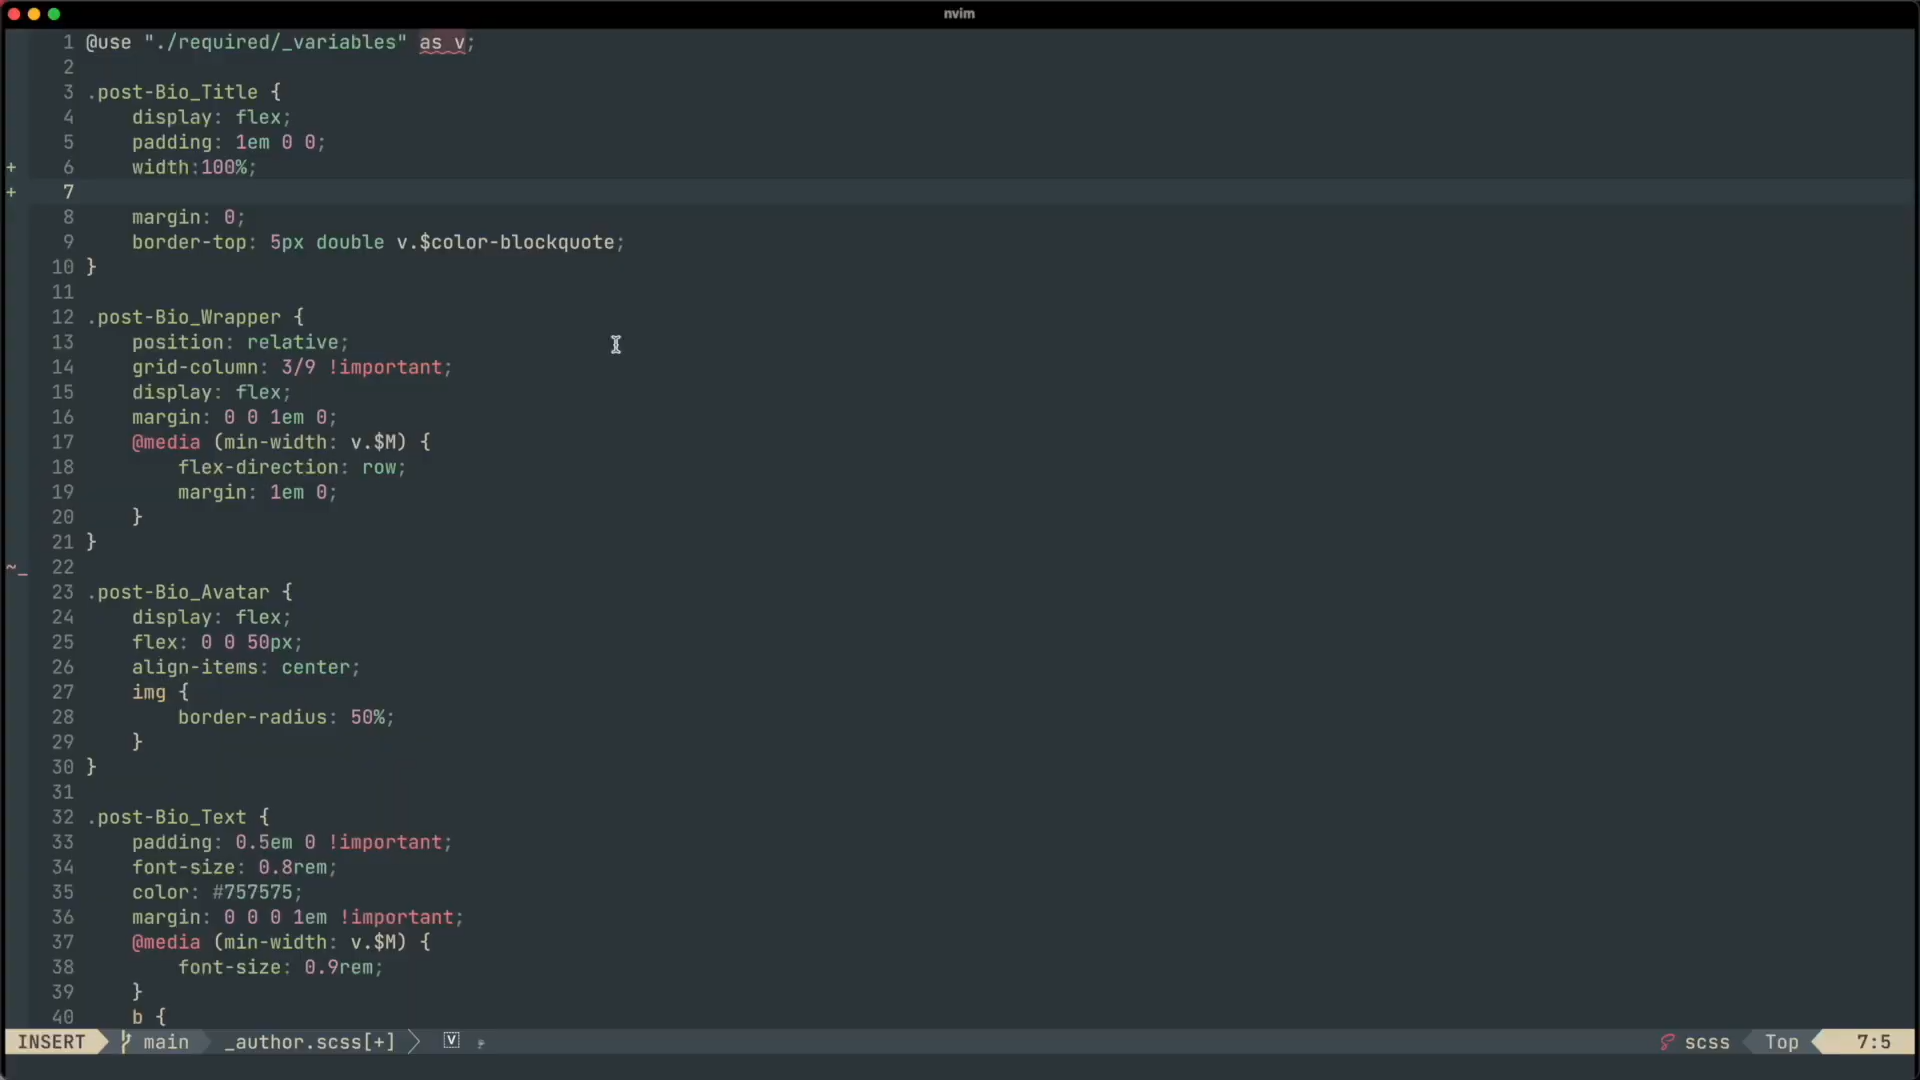 nvim
1 @use "./required/_variables" as v;
2
3 .post-Bio_Title {
4     display: flex;
5     padding: 1em 0 0;
+ 6     width:100%;
+ 7
8     margin: 0;
9     border-top: 5px double v.$color-blockquote;
10 }
11
12 .post-Bio_Wrapper {
13     position: relative;
14     grid-column: 3/9 !important;
15     display: flex;
16     margin: 0 0 1em 0;
17     @media (min-width: v.$M) {
18         flex-direction: row;
19         margin: 1em 0;
20     }
21 }
~_ 22
23 .post-Bio_Avatar {
24     display: flex;
25     flex: 0 0 50px;
26     align-items: center;
27     img {
28         border-radius: 50%;
29     }
30 }
31
32 .post-Bio_Text {
33     padding: 0.5em 0 !important;
34     font-size: 0.8rem;
35     color: #757575;
36     margin: 0 0 0 1em !important;
37     @media (min-width: v.$M) {
38         font-size: 0.9rem;
39     }
40     b {
INSERT main _author.scss[+] V scss Top 7:5